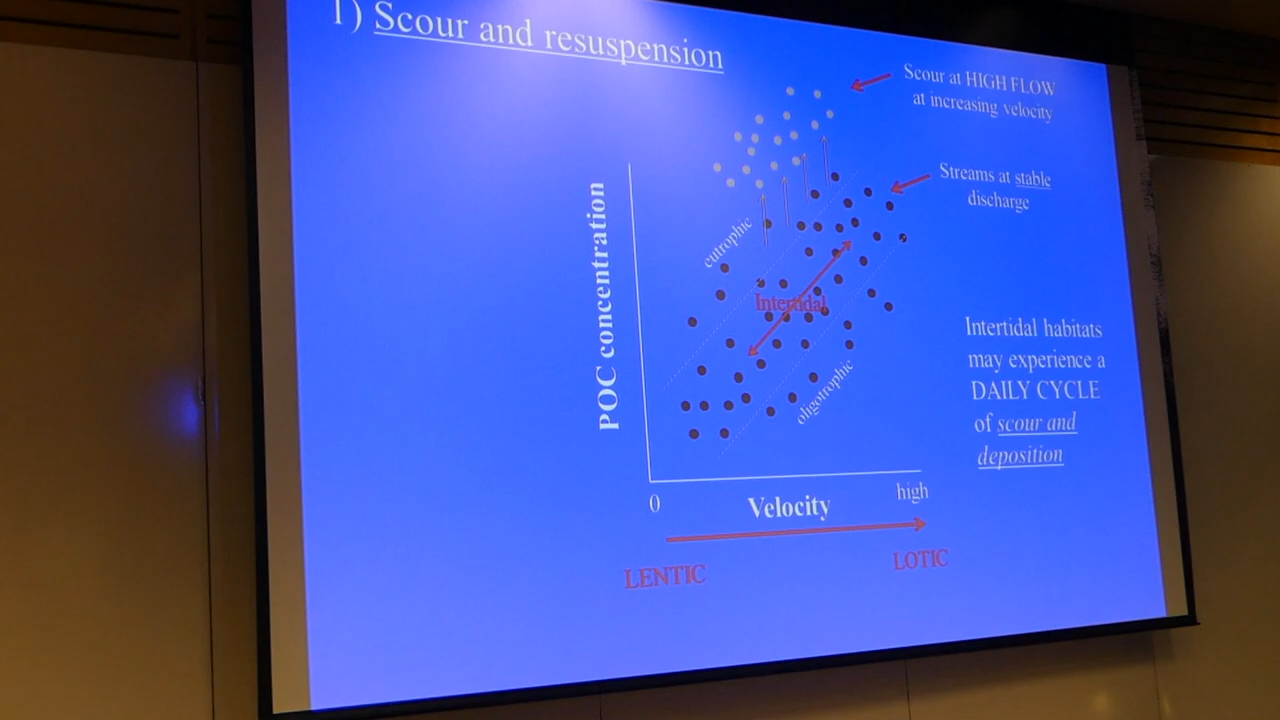 1) Scour and resuspension
Scour at HIGH FLOW
at increasing velocity
Streams at stable
discharge
eutrophic
Intertidal
oligotrophic
POC concentration
Intertidal habitats
may experience a
DAILY CYCLE
of scour and
deposition
0
Velocity
high
LENTIC
LOTIC